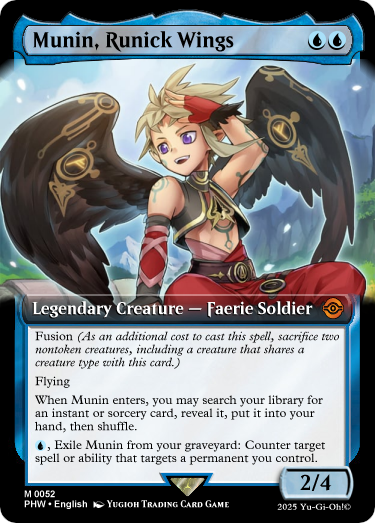 Munin, Runick Wings
Legendary Creature — Faerie Soldier
Fusion (As an additional cost to cast this spell, sacrifice two
nontoken creatures, including a creature that shares a
creature type with this card.)
Flying
When Munin enters, you may search your library for
an instant or sorcery card, reveal it, put it into your
hand, then shuffle.
, Exile Munin from your graveyard: Counter target
spell or ability that targets a permanent you control.
2/4
M 0052
PHW • English Yugioh Trading Card Game
2025 Yu-Gi-Oh!©